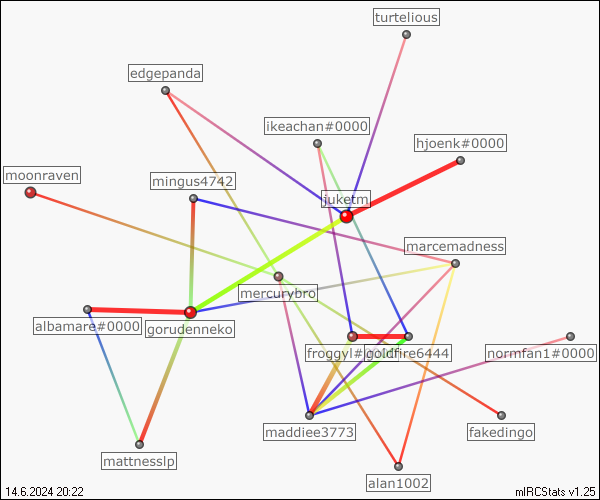 turtelious
edgepanda
ikeachan#0000
hjoenk#0000
moonraven
mingus4742
juketm
marcemadness
mercurybro
albamare#0000
gorudenneko
froggyl#
goldfire6444
normfan1#0000
maddiee3773
fakedingo
mattnesslp
alan1002
14.6.2024 20:22
mIRCStats v1.25